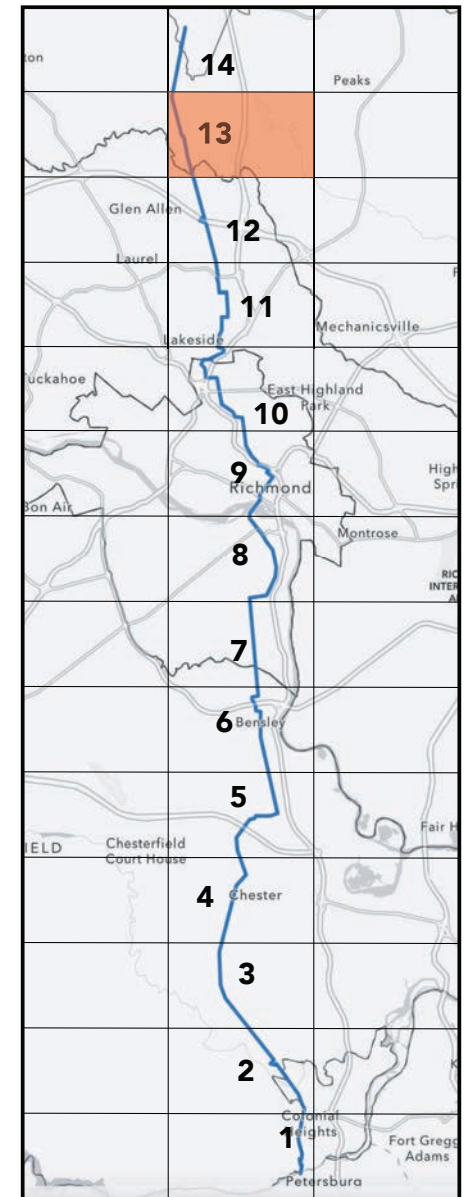 14
ton
Peaks
13
Glen Allen
12
Laurel
11
Mechanicsville
Lakeside
uckahoe
East Highland
Park
10
9
High
Spri
Richmond
Bon Air
Montrose
8
RIC
INTER
A
7
6
Bensley
5
Fair H
IELD
Chesterfield
Court House
4
Chester
3
2
K
Colonial
Heights
1
Fort Gregg
Adams
Petersburg